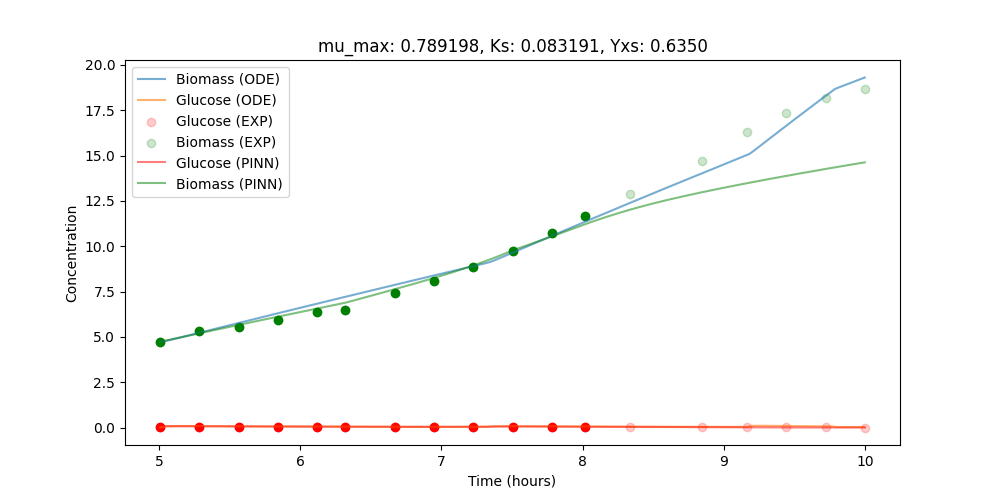 mu_max: 0.789198, Ks: 0.083191, Yxs: 0.6350
20.0
17.5
15.0
12.5
10.0
7.5
5.0
2.5
0.0
Concentration
Biomass (ODE)
Glucose (ODE)
Glucose (EXP)
Biomass (EXP)
Glucose (PINN)
Biomass (PINN)
5
6
7
8
9
10
Time (hours)